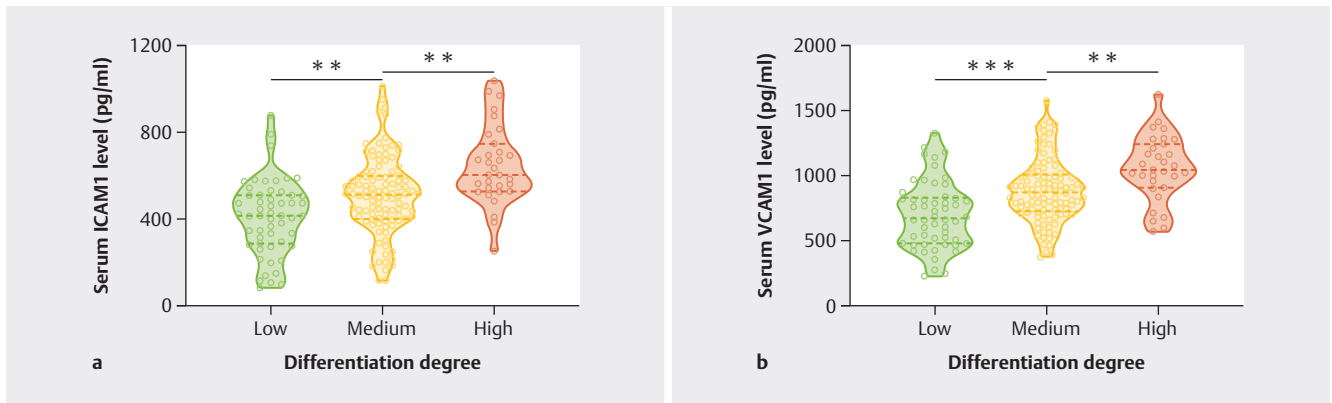 Serum ICAM1 level (pg/ml)
1200
800
400
0
** **
Low Medium High
a Differentiation degree
Serum VCAM1 level (pg/ml)
2000
1500
1000
500
0
*** **
Low Medium High
b Differentiation degree